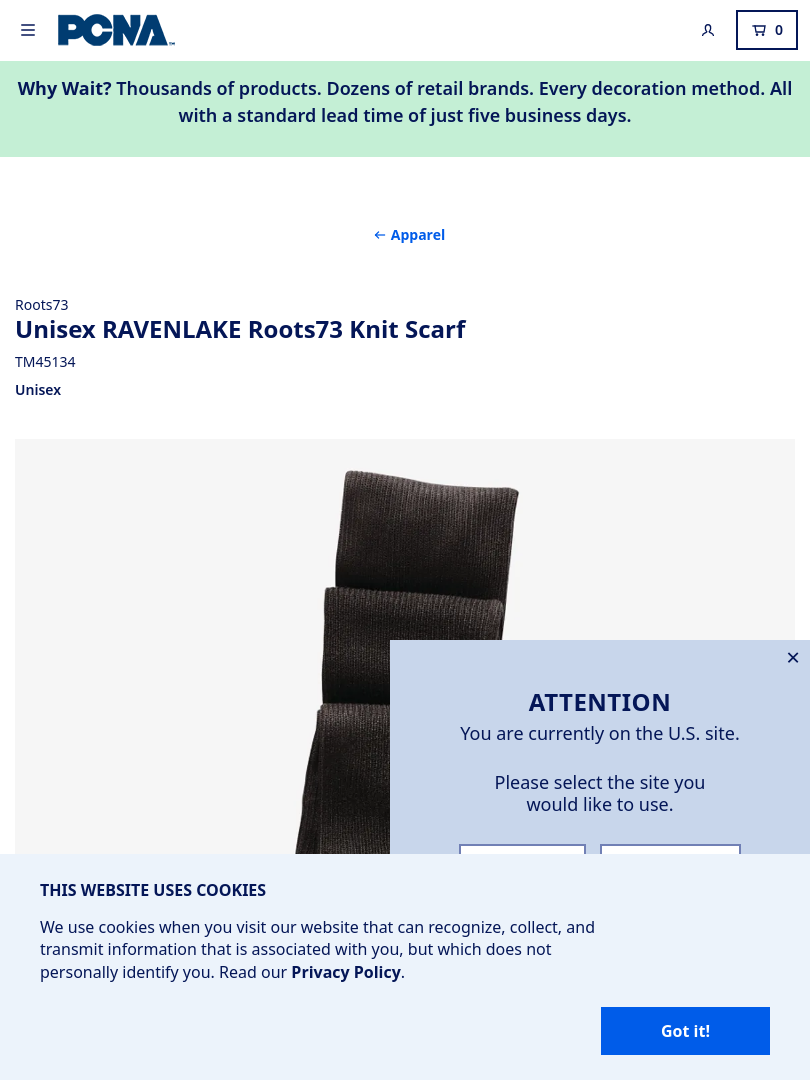 PCNA™
0
Why Wait? Thousands of products. Dozens of retail brands. Every decoration method. All
with a standard lead time of just five business days.
← Apparel
Roots73
Unisex RAVENLAKE Roots73 Knit Scarf
TM45134
Unisex
ATTENTION
You are currently on the U.S. site.
Please select the site you
would like to use.
THIS WEBSITE USES COOKIES
We use cookies when you visit our website that can recognize, collect, and
transmit information that is associated with you, but which does not
personally identify you. Read our Privacy Policy.
Got it!